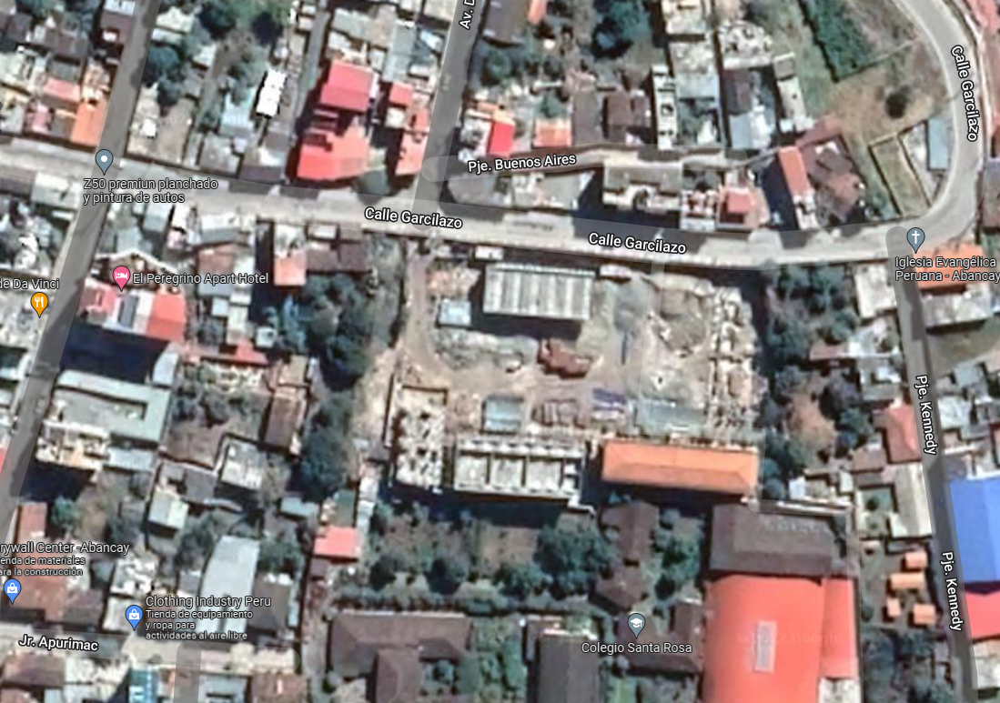 Calle Garcilazo
Pje. Buenos Aires
Z50 premiun planchado
y pintura de autos
Calle Garcilazo
Calle Garcilazo
Iglesia Evangélica
Peruana - Abancay
de Da Vinci
El Peregrino Apart Hotel
Pje. Kennedy
rywall Center -Abancay
enda de materiales
ara la construcción
Clothing Industry Peru
Tienda de equipamiento
y ropa para
actividades al aire libre
Pje. Kennedy
Jr. Apurimac
Colegio Santa Rosa